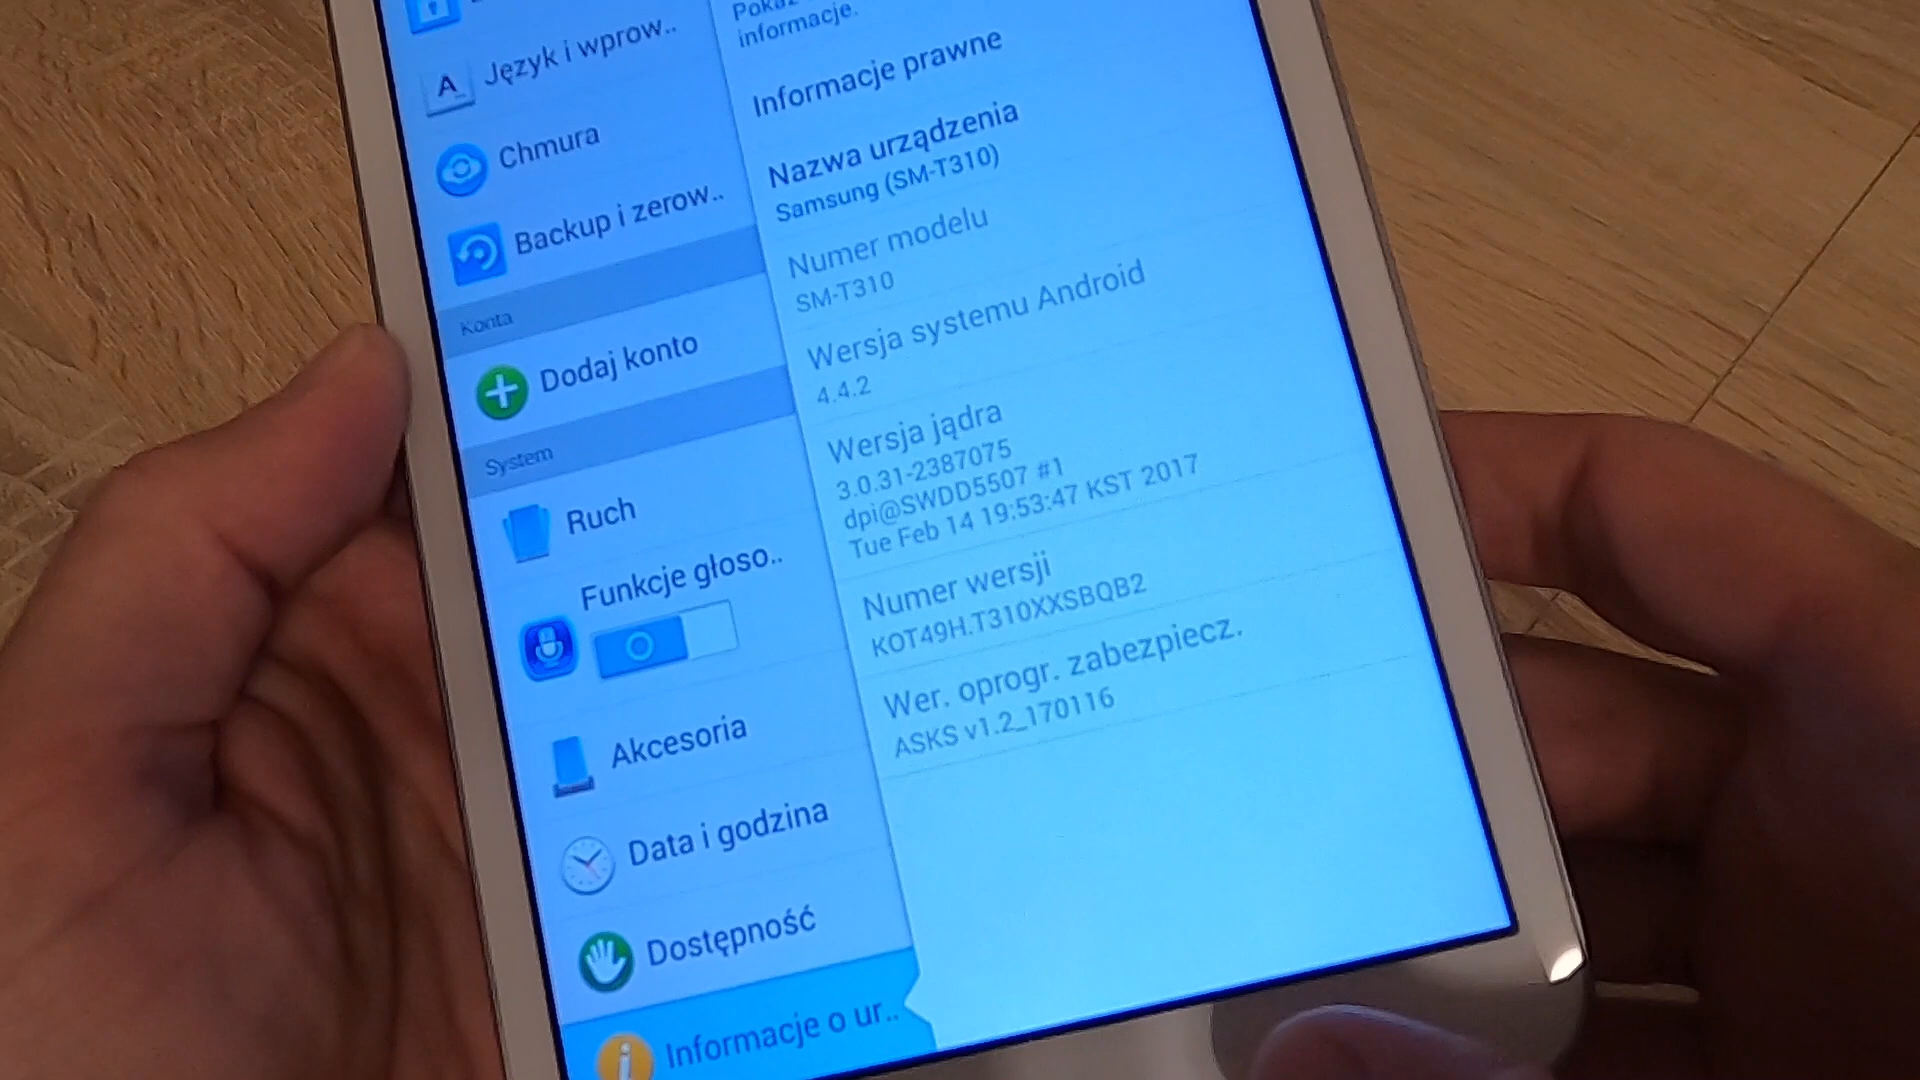 Język i wprow..
Chmura
Backup i zerow..
Konta
Dodaj konto
System
Ruch
Funkcje głoso..
Akcesoria
Data i godzina
Dostępność
Informacje o ur..
informacje.
Informacje prawne
Nazwa urządzenia
Samsung (SM-T310)
Numer modelu
SM-T310
Wersja systemu Android
4.4.2
Wersja jądra
3.0.31-2387075
dpi@SWDD5507 #1
Tue Feb 14 19:53:47 KST 2017
Numer wersji
KOT49H.T310XXSBQB2
Wer. oprogr. zabezpiecz.
ASKS v1.2_170116